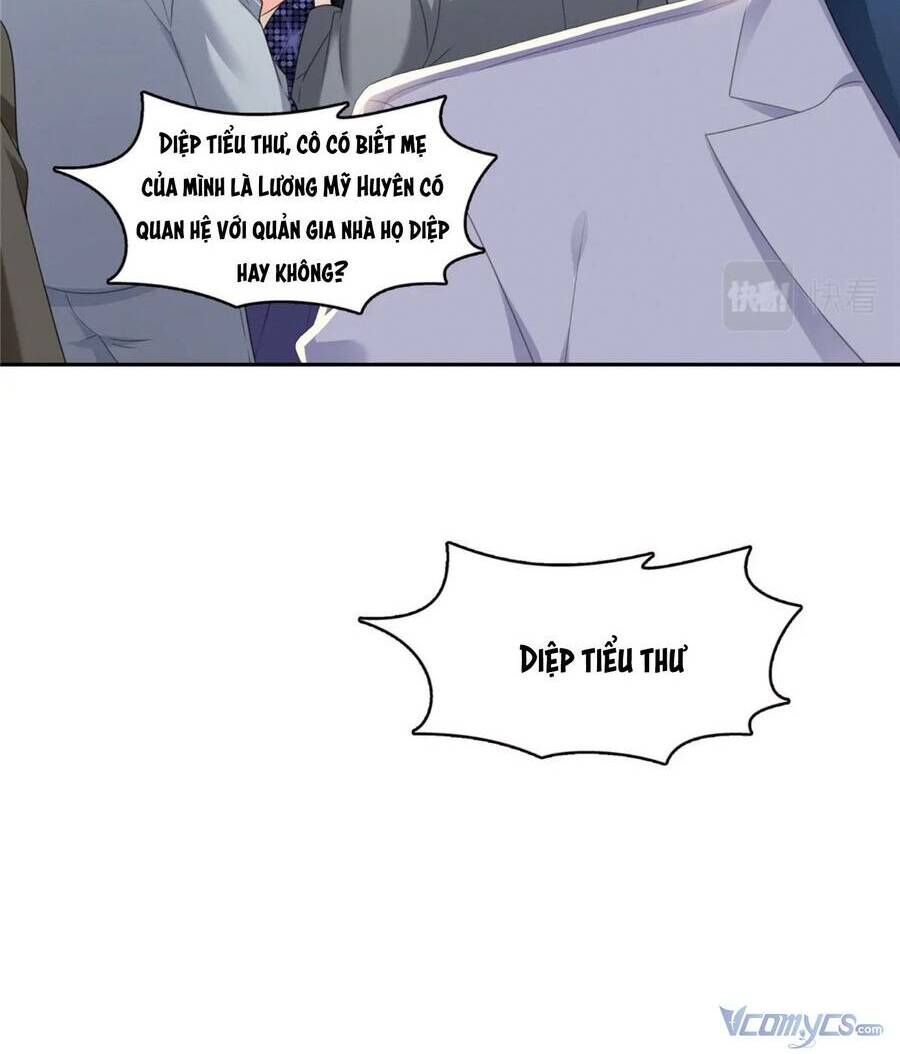 Diệp tiểu thư, cô có biết mẹ
của mình là Lương Mỹ Huyên có
quan hệ với quản gia nhà họ Diệp
hay không?
快看! 快看
Diệp tiểu thư
Vcomycs.com